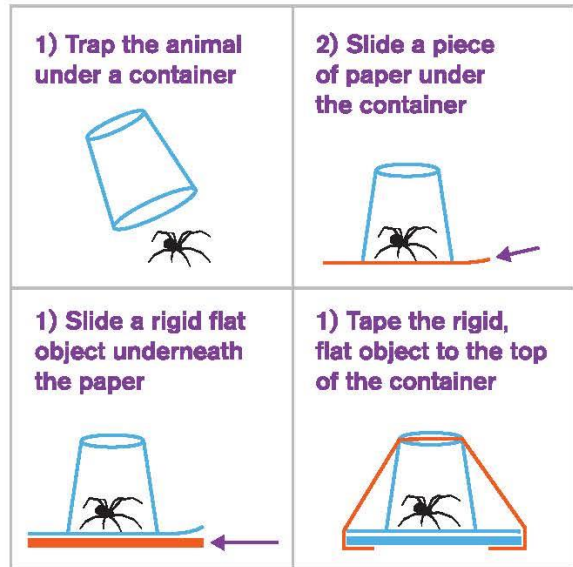 1) Trap the animal
under a container
2) Slide a piece
of paper under
the container
1) Slide a rigid flat
object underneath
the paper
1) Tape the rigid,
flat object to the top
of the container